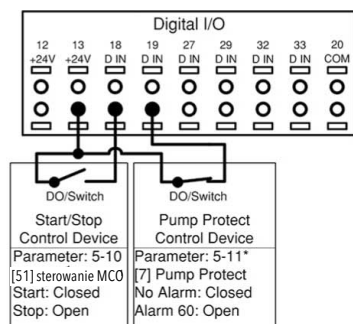 Digital I/O
12 13 18 19 27 29 32 33 20
+24V +24V D IN D IN D IN D IN D IN D IN COM
DO/Switch
Start/Stop
Control Device
Parameter: 5-10
[51] sterowanie MCO
Start: Closed
Stop: Open
DO/Switch
Pump Protect
Control Device
Parameter: 5-11*
[7] Pump Protect
No Alarm: Closed
Alarm 60: Open